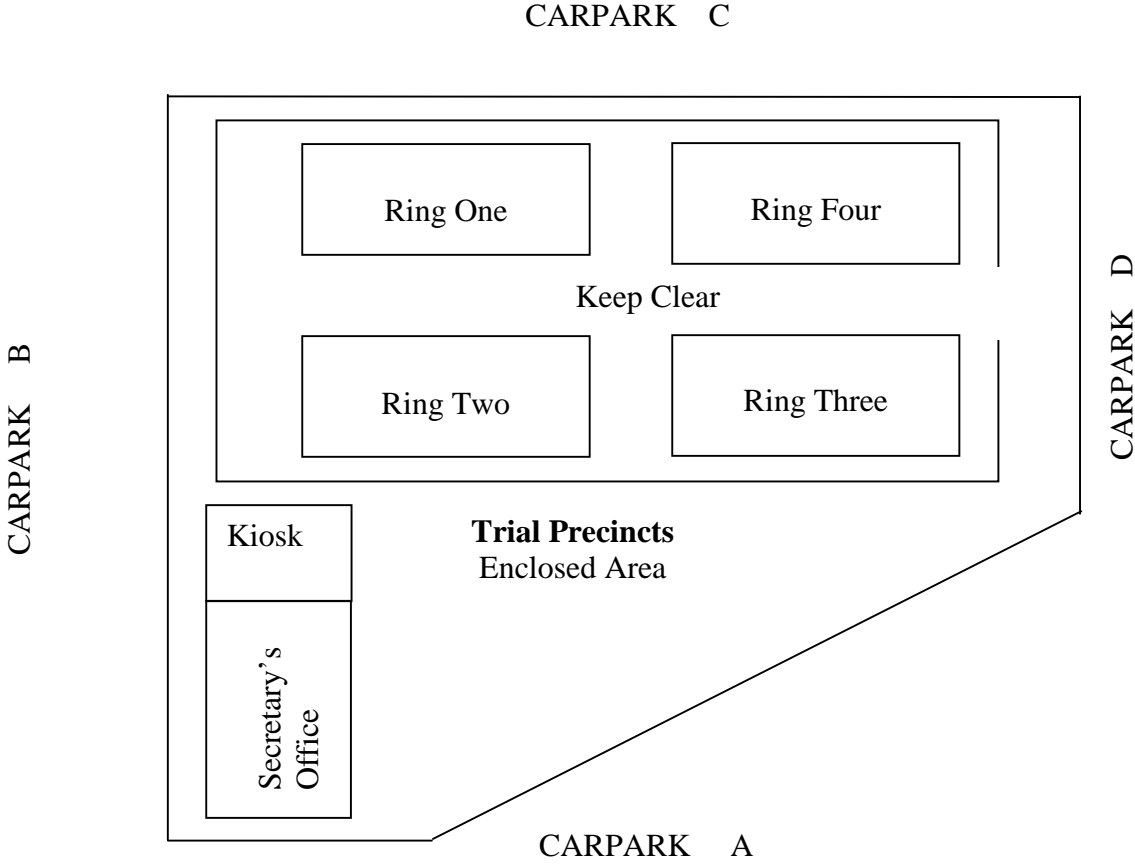 CARPARK C
Ring One
Ring Four
Keep Clear
CARPARK D
CARPARK B
Ring Two
Ring Three
Kiosk
Trial Precincts
Enclosed Area
Secretary's
Office
CARPARK A